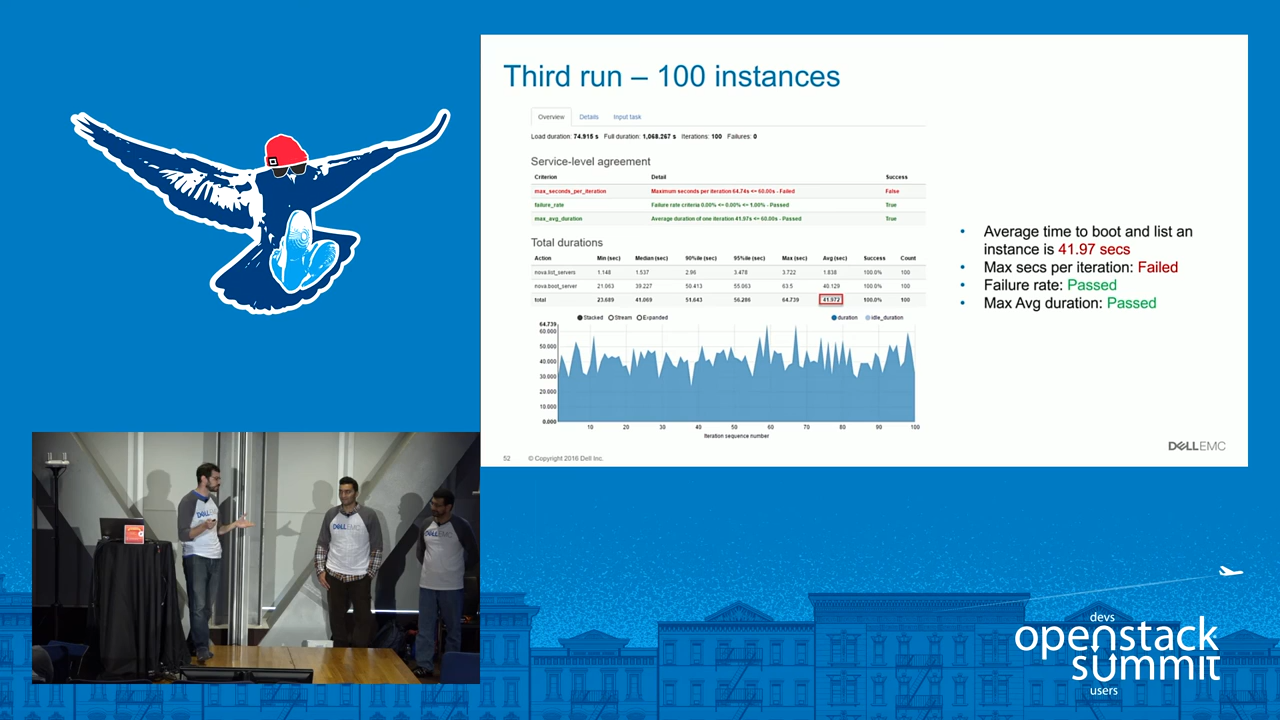 Third run – 100 instances
Overview Details Input task
Load duration: 74.915 s Full duration: 1,068.267 s Iterations: 100 Failures: 0
Service-level agreement
Criterion Detail Success
max_seconds_per_iteration Maximum seconds per iteration 64.74s <= 60.00s - Failed False
failure_rate Failure rate criteria 0.00% <= 0.00% <= 1.00% - Passed True
max_avg_duration Average duration of one iteration 41.97s <= 60.00s - Passed True
Total durations
Action Min (sec) Median (sec) 90%ile (sec) 95%ile (sec) Max (sec) Avg (sec) Success Count
nova.list_servers 1.148 1.537 2.96 3.478 3.722 1.838 100.0% 100
nova.boot_server 21.063 39.227 50.413 55.063 63.5 40.129 100.0% 100
total 23.689 41.069 51.643 56.286 64.739 41.972 100.0% 100
Stacked Stream Expanded duration idle_duration
64.739
60.000
50.000
40.000
30.000
20.000
10.000
0.000
10 20 30 40 50 60 70 80 90 100
Iteration sequence number
• Average time to boot and list an
instance is 41.97 secs
• Max secs per iteration: Failed
• Failure rate: Passed
• Max Avg duration: Passed
52 © Copyright 2016 Dell Inc.
DELLEMC
DELLEMC
DELLEMC
DELLEMC
devs
openstack
summit
users